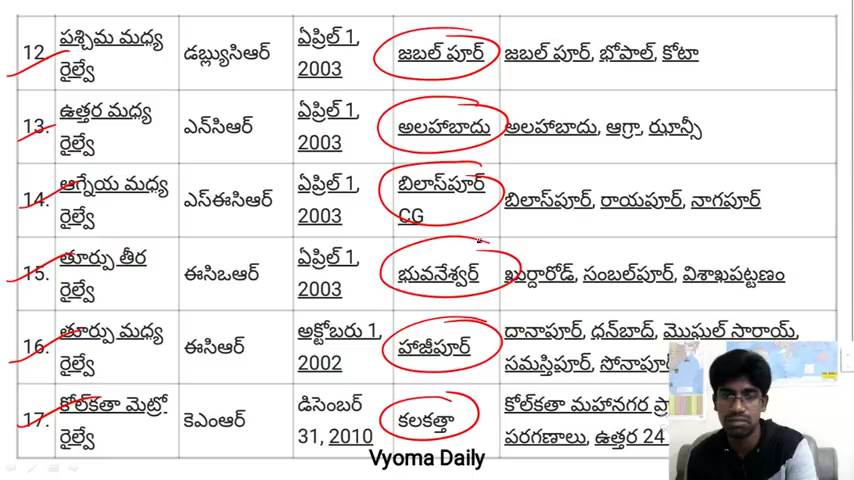 12. పశ్చిమ మధ్య రైల్వే డబ్ల్యుసిఆర్ ఏప్రిల్ 1, 2003 జబల్ పూర్ జబల్ పూర్, భోపాల్, కోటా
13. ఉత్తర మధ్య రైల్వే ఎన్‌సిఆర్ ఏప్రిల్ 1, 2003 అలహాబాదు అలహాబాదు, ఆగ్రా, ఝాన్సీ
14. ఆగ్నేయ మధ్య రైల్వే ఎస్ఈసిఆర్ ఏప్రిల్ 1, 2003 బిలాస్‌పూర్ CG బిలాస్‌పూర్, రాయపూర్, నాగపూర్
15. తూర్పు తీర రైల్వే ఈసిఒఆర్ ఏప్రిల్ 1, 2003 భువనేశ్వర్ ఖుర్దారోడ్, సంబల్‌పూర్, విశాఖపట్టణం
16. తూర్పు మధ్య రైల్వే ఈసిఆర్ అక్టోబరు 1, 2002 హాజీపూర్ దానాపూర్, ధన్‌బాద్, మొఘల్ సారాయ్, సమస్తిపూర్, సోనాపూర్
17. కోల్‌కతా మెట్రో రైల్వే కెఎంఆర్ డిసెంబర్ 31, 2010 కలకత్తా కోల్‌కతా మహానగర పరగణాలు, ఉత్తర 24
Vyoma Daily